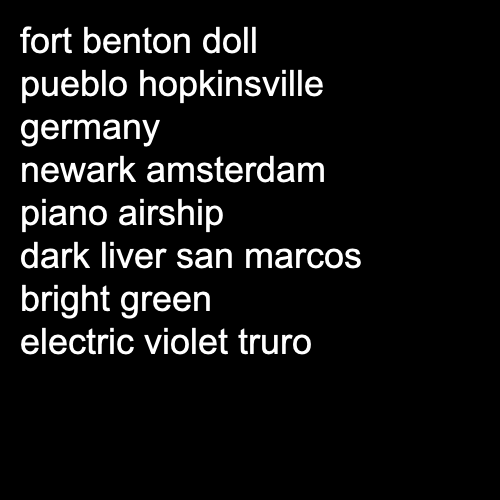 fort benton doll
pueblo hopkinsville
germany
newark amsterdam
piano airship
dark liver san marcos
bright green
electric violet truro